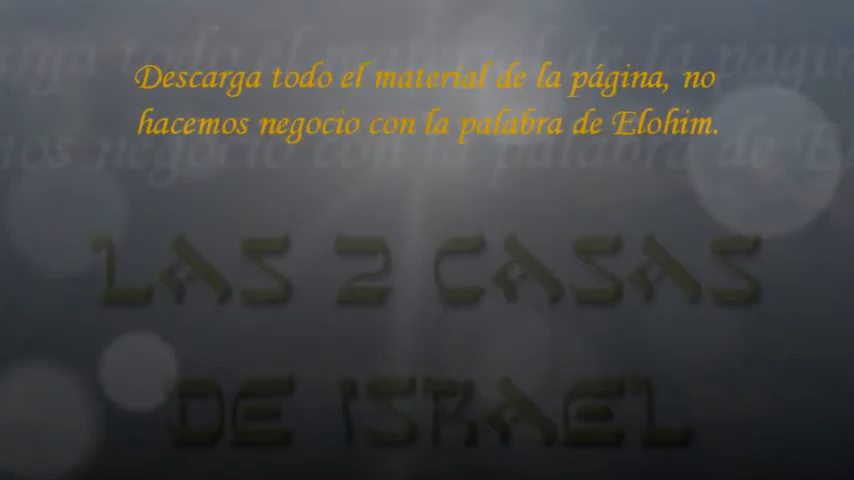 Descarga todo el material de la página, no
hacemos negocio con la palabra de Elohim.
LAS 2 CASAS
DE ISRAEL